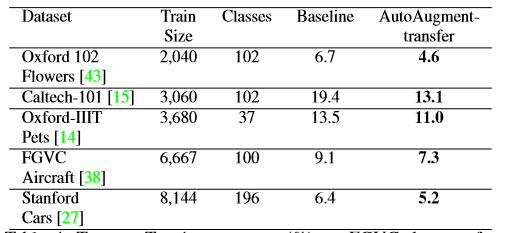 Dataset Train Classes Baseline AutoAugment-
Size transfer
Oxford 102 2,040 102 6.7 4.6
Flowers [43]
Caltech-101 [15] 3,060 102 19.4 13.1
Oxford-IIIT 3,680 37 13.5 11.0
Pets [14]
FGVC 6,667 100 9.1 7.3
Aircraft [38]
Stanford 8,144 196 6.4 5.2
Cars [27]